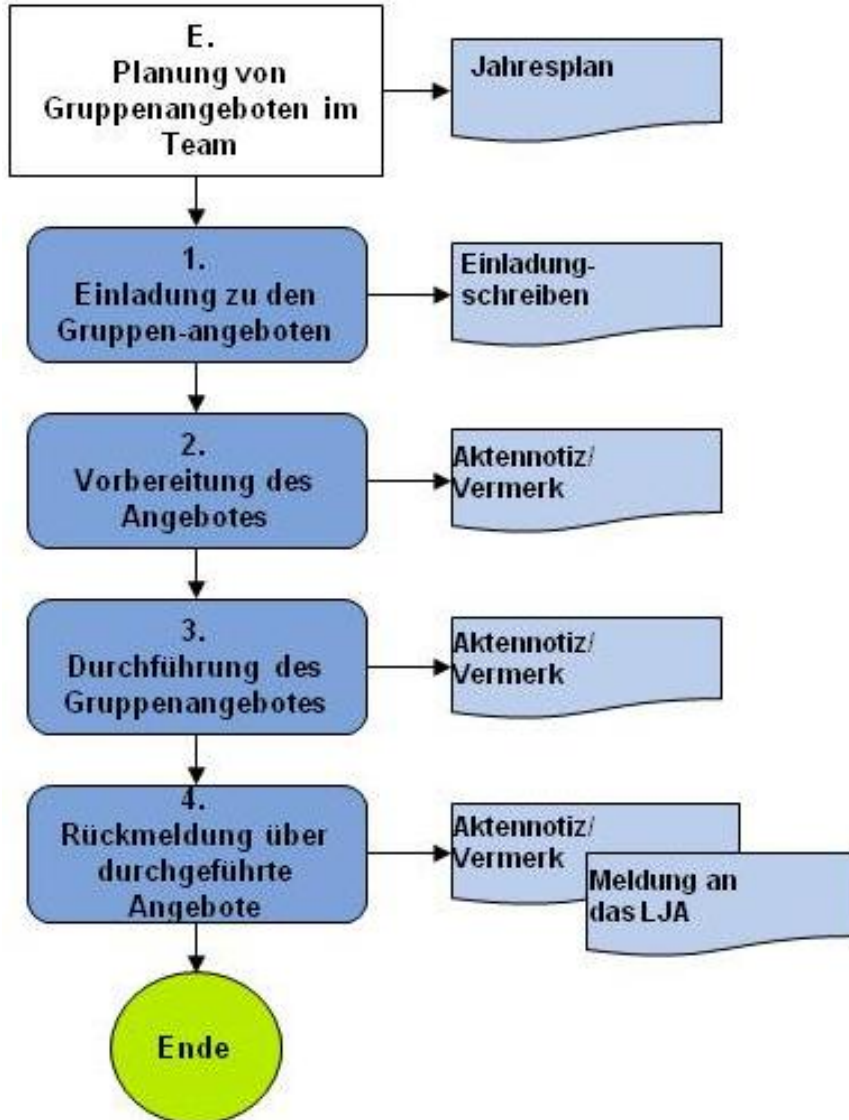 E.
Planung von
Gruppenangeboten im
Team
Jahresplan
1.
Einladung zu den
Gruppen-angeboten
Einladung-
schreiben
2.
Vorbereitung des
Angebotes
Aktennotiz/
Vermerk
3.
Durchführung des
Gruppenangebotes
Aktennotiz/
Vermerk
4.
Rückmeldung über
durchgeführte
Angebote
Aktennotiz/
Vermerk
Meldung an
das LJA
Ende